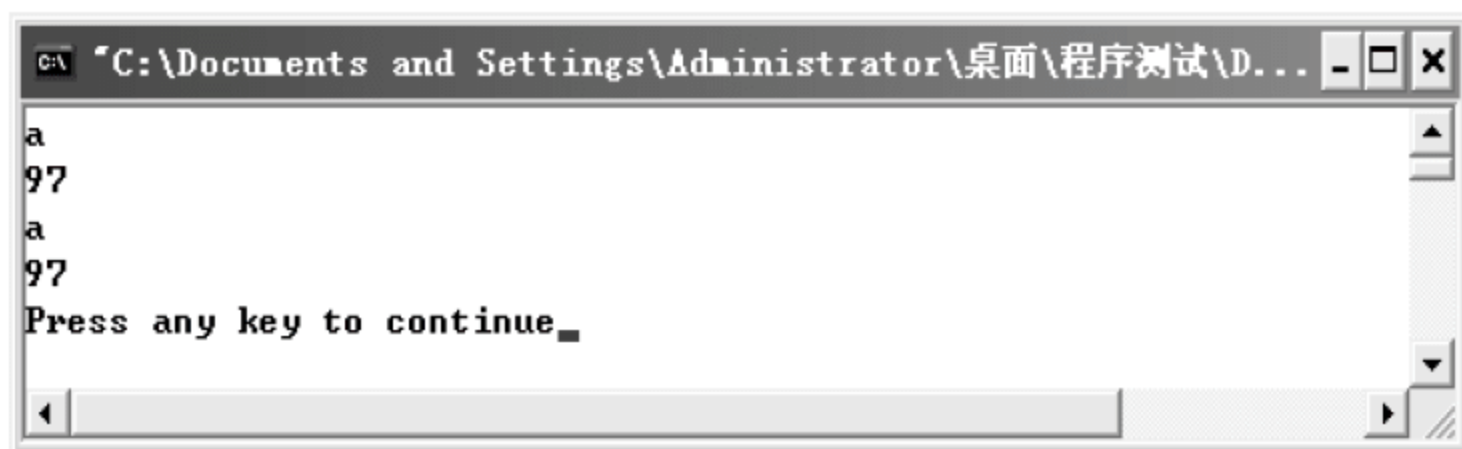 "C:\Documents and Settings\Administrator\桌面\程序测试\D...
a
97
a
97
Press any key to continue